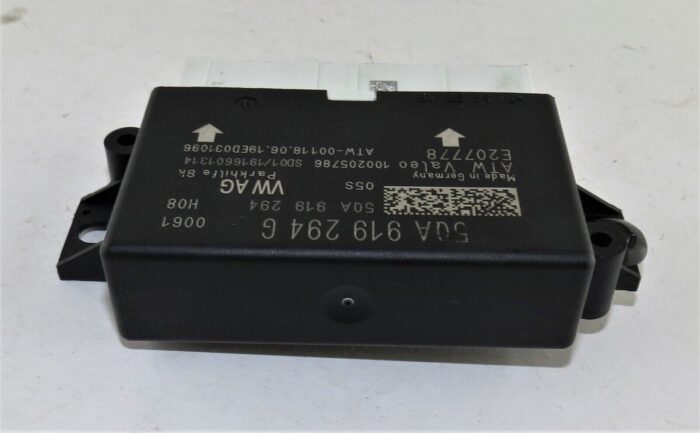 5QA 919 294 G
0061
50A 919 294
H08
05S
VW AG
Parkhilfe 8k
Made in Germany
ATW Valeo 100205786 SD01/1916601314
E207778
ATW-00118.06.19ED031096